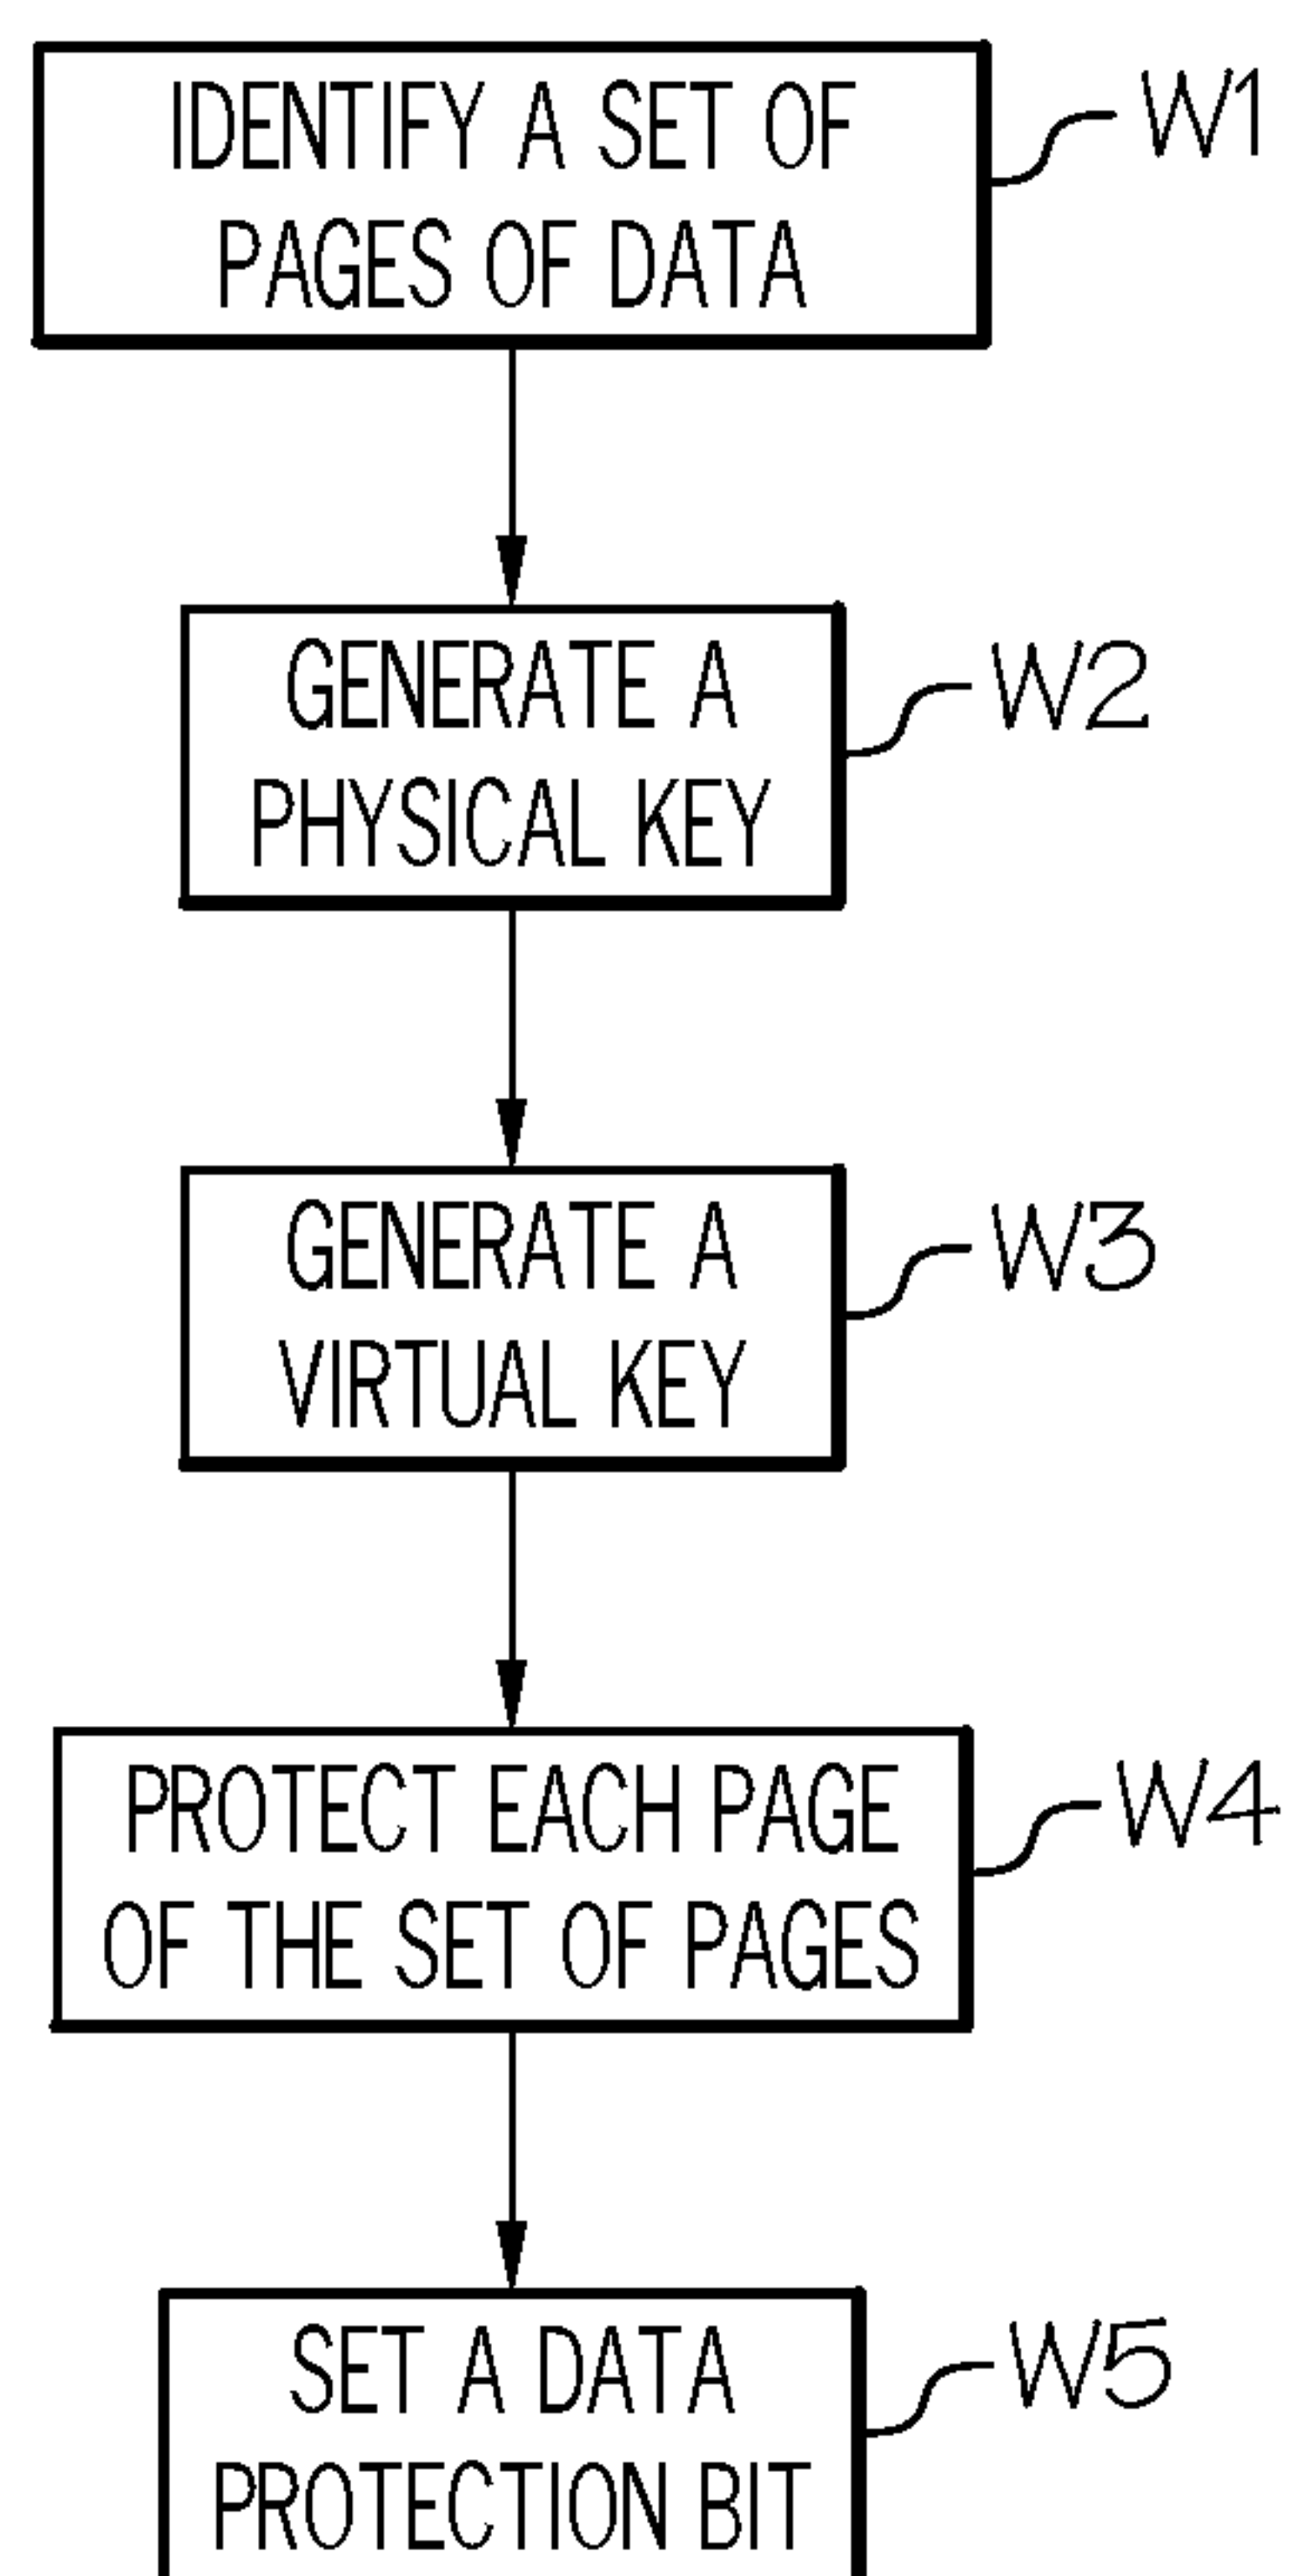 IDENTIFY A SET OF
PAGES OF DATA
W1
GENERATE A
PHYSICAL KEY
W2
GENERATE A
VIRTUAL KEY
W3
PROTECT EACH PAGE
OF THE SET OF PAGES
W4
SET A DATA
PROTECTION BIT
W5